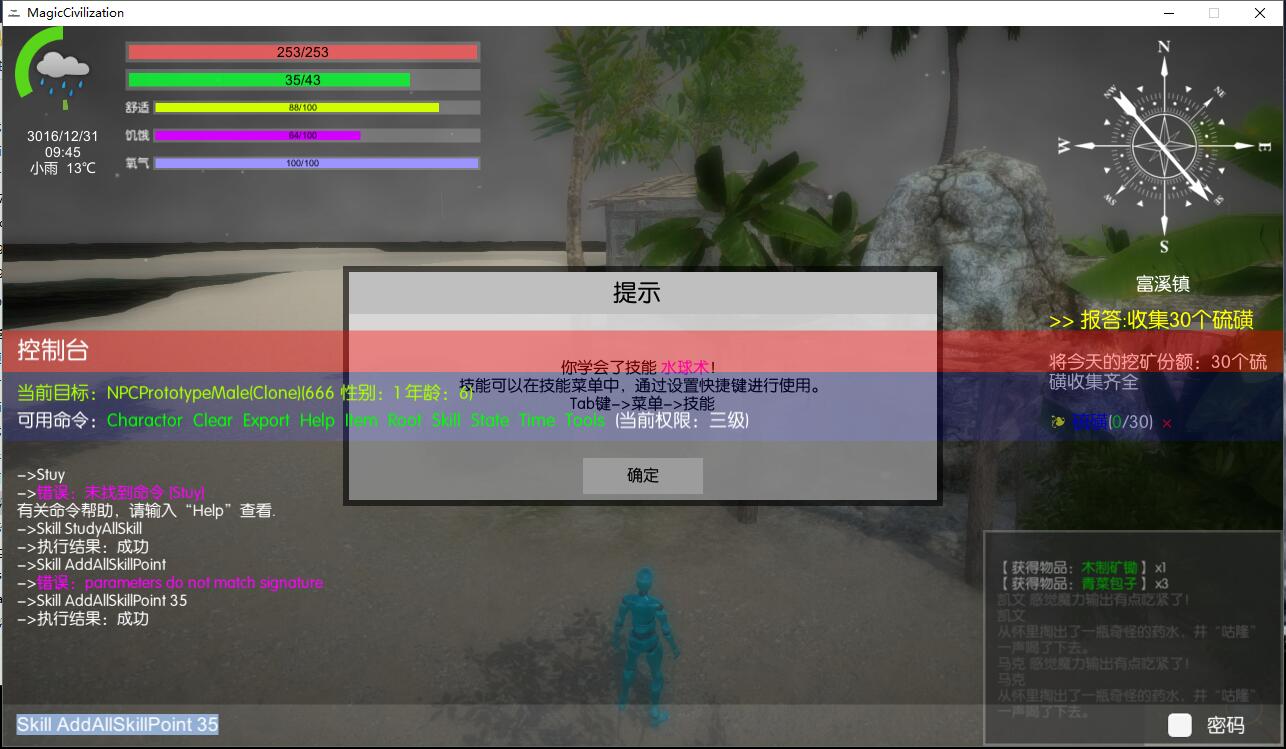 MagicCivilization
253/253
35/43
舒适 88/100
饥饿 64/100
氧气 100/100
3016/12/31
09:45
小雨 13℃
N
NW
NE
W
E
SW
SE
S
富溪镇
>> 报答:收集30个硫磺
将今天的挖矿份额：30个硫
磺收集齐全
硫磺(0/30) ×
提示
你学会了技能 水球术！
技能可以在技能菜单中，通过设置快捷键进行使用。
Tab键->菜单->技能
确定
控制台
当前目标：NPCPrototypeMale(Clone)(666 性别：1 年龄：6)
可用命令：Charactor Clear Export Help Item Root Skill State Time Tools (当前权限：三级)
->Stuy
->错误：未找到命令 [Stuy]
有关命令帮助，请输入“Help”查看.
->Skill StudyAllSkill
->执行结果：成功
->Skill AddAllSkillPoint
->错误：parameters do not match signature
->Skill AddAllSkillPoint 35
->执行结果：成功
【 获得物品：木制矿锄 】 x1
【 获得物品：青菜包子 】 x3
凯文 感觉魔力输出有点吃紧了！
凯文
从怀里掏出了一瓶奇怪的药水，并“咕隆”
一声喝了下去。
马克 感觉魔力输出有点吃紧了！
马克
从怀里掏出了一瓶奇怪的药水，并“咕隆”
一声喝了下去。
Skill AddAllSkillPoint 35
密码